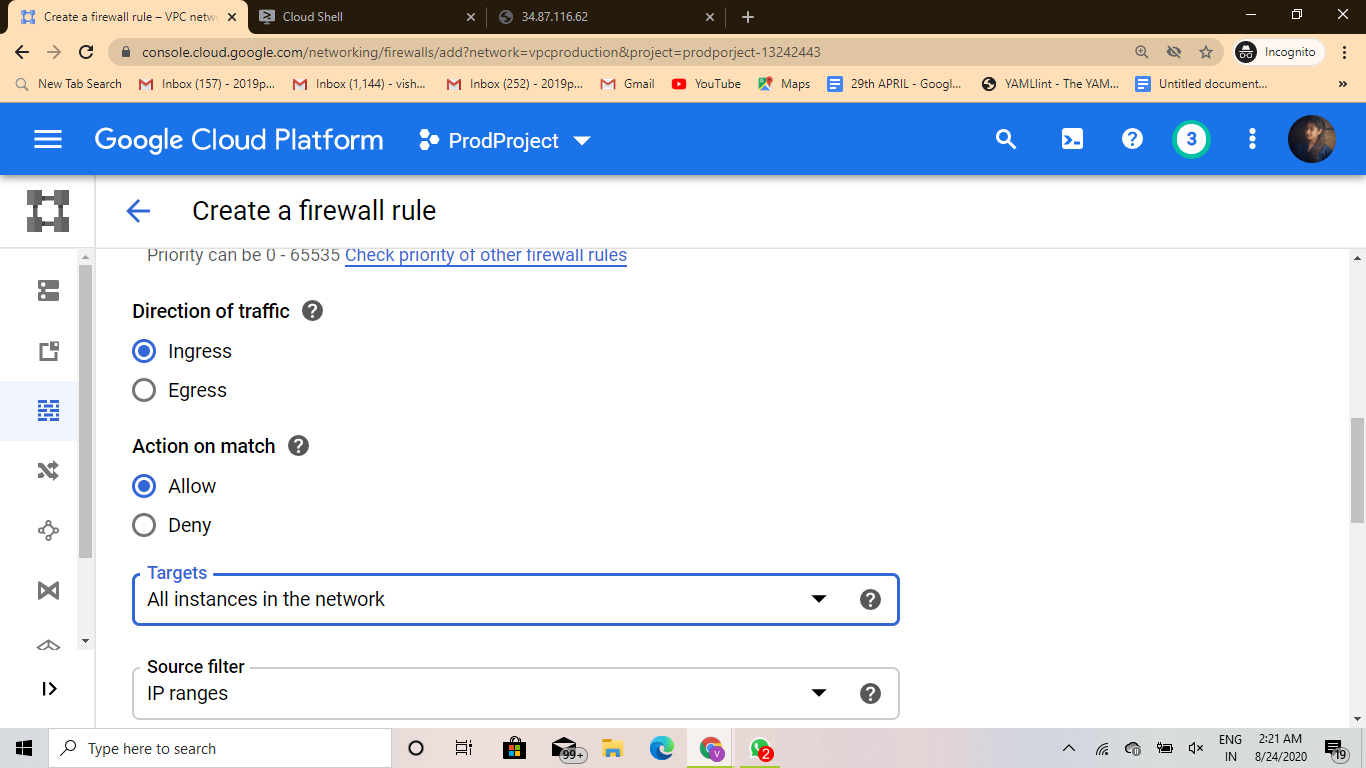 Create a firewall rule – VPC netwo
Cloud Shell
34.87.116.62
console.cloud.google.com/networking/firewalls/add?network=vpcproduction&project=prodporject-13242443
Incognito
New Tab Search
Inbox (157) - 2019p...
Inbox (1,144) - vish...
Inbox (252) - 2019p...
Gmail
YouTube
Maps
29th APRIL - Googl...
YAMLlint - The YAM...
Untitled document...
»
Google Cloud Platform
ProdProject
3
Create a firewall rule
Priority can be 0 - 65535 Check priority of other firewall rules
Direction of traffic
Ingress
Egress
Action on match
Allow
Deny
Targets
All instances in the network
Source filter
IP ranges
Type here to search
99+
V
2
ENG
IN
2:21 AM
8/24/2020
19